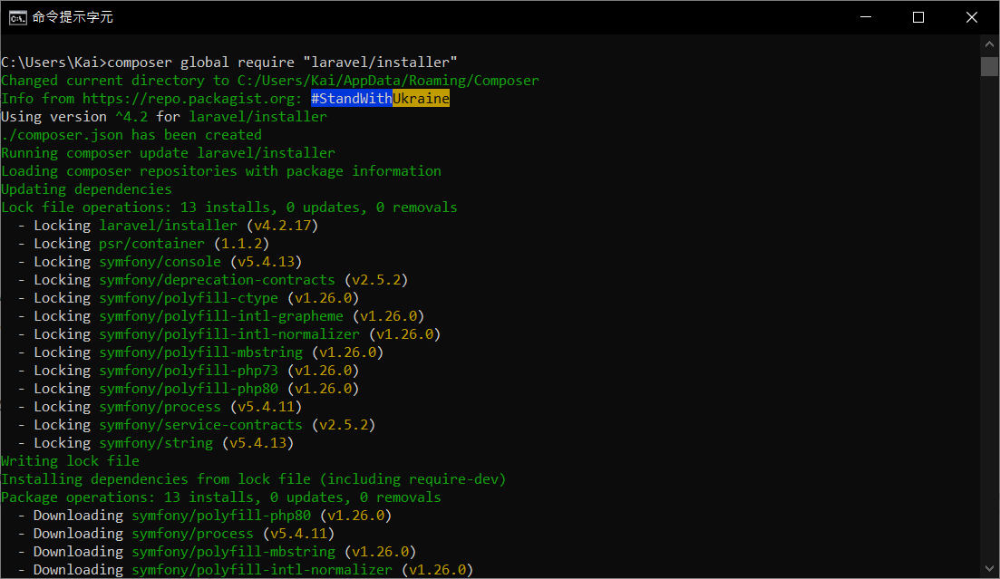 命令提示字元
C:\Users\Kai>composer global require "laravel/installer"
Changed current directory to C:/Users/Kai/AppData/Roaming/Composer
Info from https://repo.packagist.org: #StandWithUkraine
Using version ^4.2 for laravel/installer
./composer.json has been created
Running composer update laravel/installer
Loading composer repositories with package information
Updating dependencies
Lock file operations: 13 installs, 0 updates, 0 removals
  - Locking laravel/installer (v4.2.17)
  - Locking psr/container (1.1.2)
  - Locking symfony/console (v5.4.13)
  - Locking symfony/deprecation-contracts (v2.5.2)
  - Locking symfony/polyfill-ctype (v1.26.0)
  - Locking symfony/polyfill-intl-grapheme (v1.26.0)
  - Locking symfony/polyfill-intl-normalizer (v1.26.0)
  - Locking symfony/polyfill-mbstring (v1.26.0)
  - Locking symfony/polyfill-php73 (v1.26.0)
  - Locking symfony/polyfill-php80 (v1.26.0)
  - Locking symfony/process (v5.4.11)
  - Locking symfony/service-contracts (v2.5.2)
  - Locking symfony/string (v5.4.13)
Writing lock file
Installing dependencies from lock file (including require-dev)
Package operations: 13 installs, 0 updates, 0 removals
  - Downloading symfony/polyfill-php80 (v1.26.0)
  - Downloading symfony/process (v5.4.11)
  - Downloading symfony/polyfill-mbstring (v1.26.0)
  - Downloading symfony/polyfill-intl-normalizer (v1.26.0)